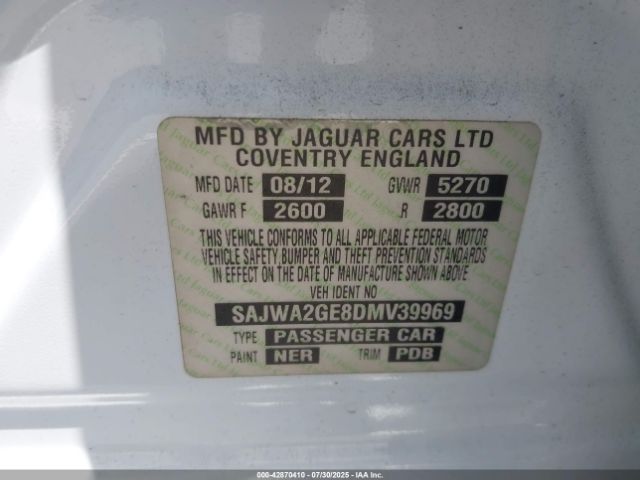 MFD BY JAGUAR CARS LTD
COVENTRY ENGLAND
MFD DATE 08/12 GVWR 5270
GAWR F 2600 R 2800
THIS VEHICLE CONFORMS TO ALL APPLICABLE FEDERAL MOTOR
VEHICLE SAFETY, BUMPER AND THEFT PREVENTION STANDARDS
IN EFFECT ON THE DATE OF MANUFACTURE SHOWN ABOVE
VEH IDENT NO
SAJWA2GE8DMV39969
TYPE PASSENGER CAR
PAINT NER TRIM PDB
000-42870410 - 07/30/2025 - IAA Inc.